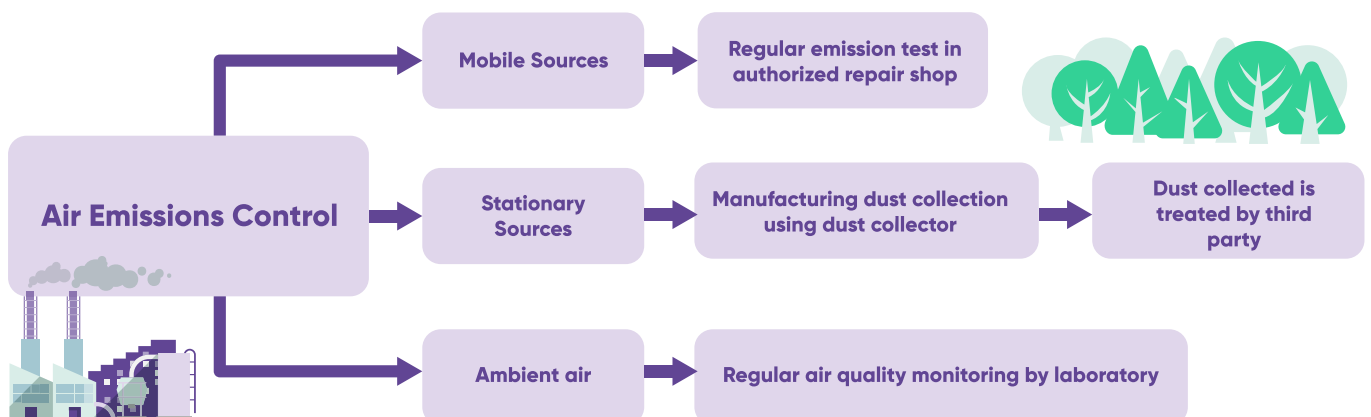 Mobile Sources
Regular emission test in
authorized repair shop
Air Emissions Control
Stationary
Sources
Manufacturing dust collection
using dust collector
Dust collected is
treated by third
party
Ambient air
Regular air quality monitoring by laboratory